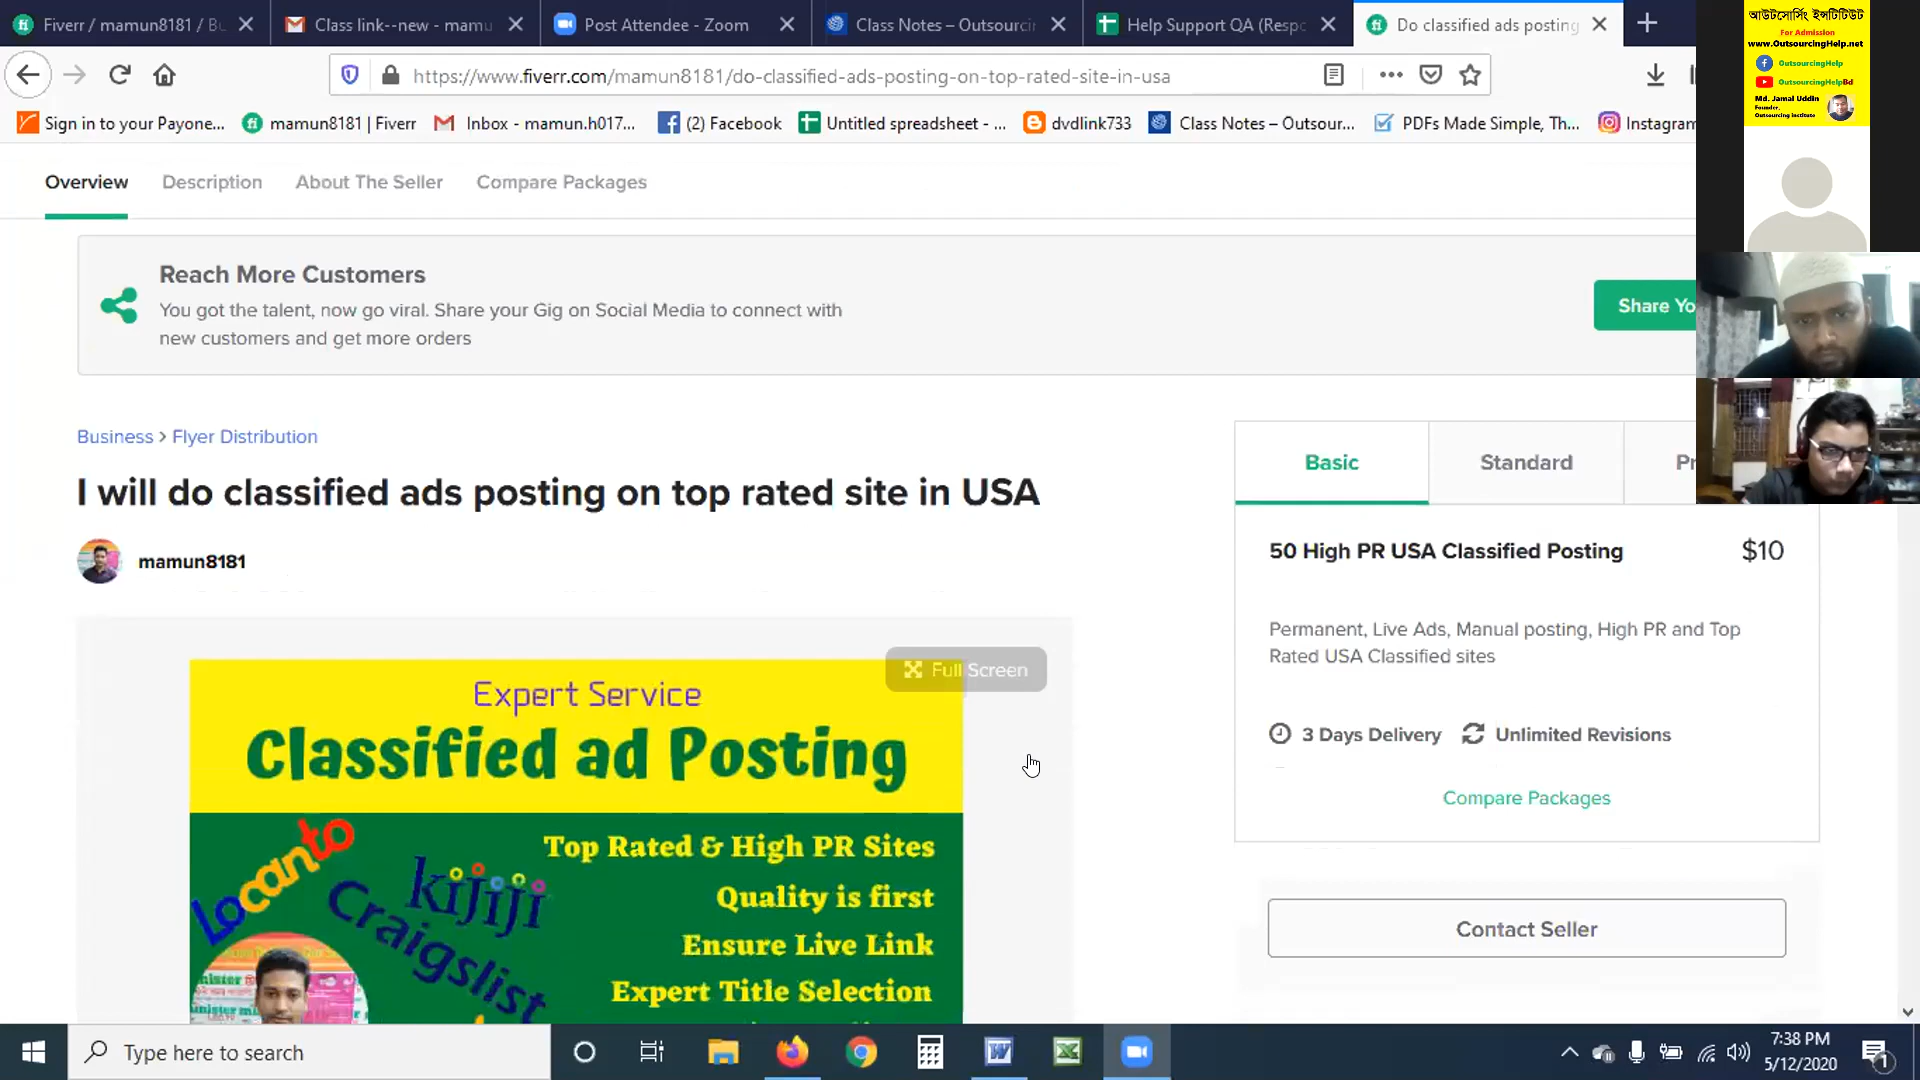 Fiverr / mamun8181 / Bu
Class link--new - mamu
Post Attendee - Zoom
Class Notes – Outsourcin
Help Support QA (Respo
Do classified ads posting
https://www.fiverr.com/mamun8181/do-classified-ads-posting-on-top-rated-site-in-usa
Sign in to your Payone...
mamun8181 | Fiverr
Inbox - mamun.h017...
(2) Facebook
Untitled spreadsheet - ...
dvdlink733
Class Notes – Outsour...
PDFs Made Simple, Th...
Instagram
আউটসোর্সিং ইন্সটিটিউট
For Admission
www.OutsourcingHelp.net
OutsourcingHelp
OutsourcingHelpBd
Md. Jamal Uddin
Founder,
Outsourcing Institute
Overview
Description
About The Seller
Compare Packages
Reach More Customers
You got the talent, now go viral. Share your Gig on Social Media to connect with
new customers and get more orders
Share Yo
Business > Flyer Distribution
I will do classified ads posting on top rated site in USA
mamun8181
Full Screen
Expert Service
Classified ad Posting
Locanto
kijiji
Craigslist
Top Rated & High PR Sites
Quality is first
Ensure Live Link
Expert Title Selection
Basic
Standard
Pr
50 High PR USA Classified Posting
$10
Permanent, Live Ads, Manual posting, High PR and Top
Rated USA Classified sites
3 Days Delivery
Unlimited Revisions
Compare Packages
Contact Seller
Type here to search
7:38 PM
5/12/2020
1